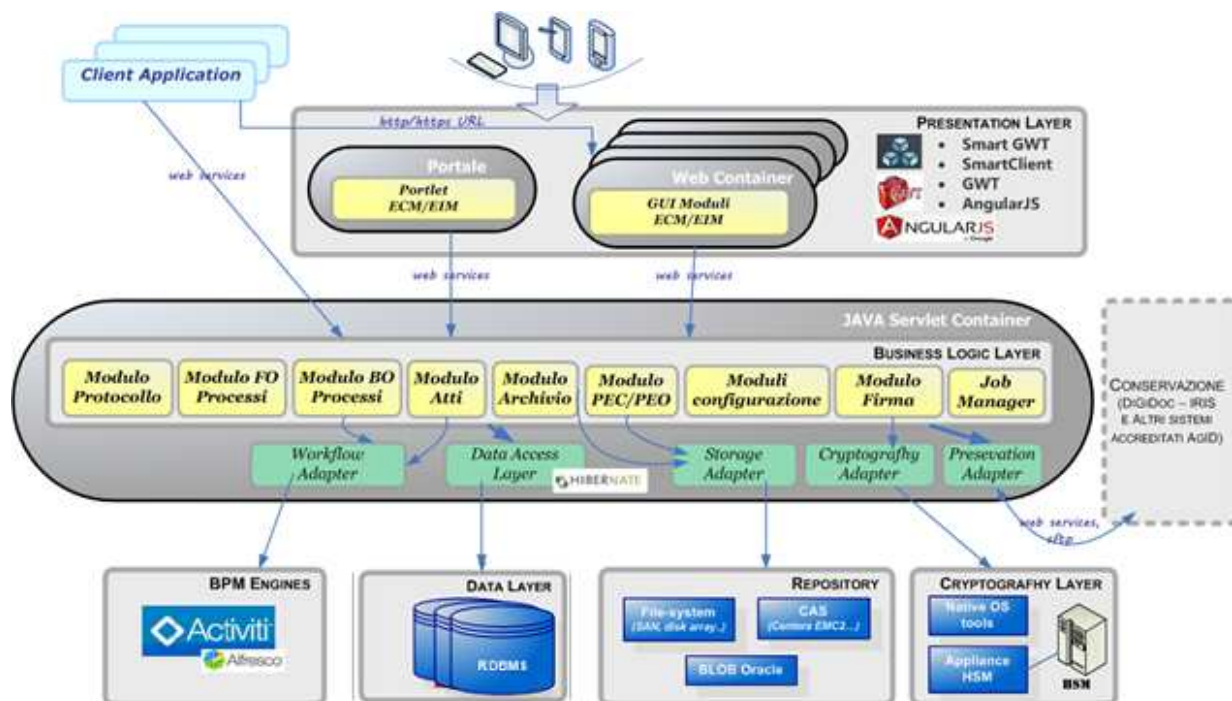 Client Application
http/https URL
web services
PRESENTATION LAYER
• Smart GWT
• SmartClient
• GWT
• AngularJS
GWT
ANGULARJS
by Google
Portale
Portlet
ECM/EIM
Web Container
GUI Moduli
ECM/EIM
web services
web services
JAVA Servlet Container
BUSINESS LOGIC LAYER
Modulo
Protocollo
Modulo FO
Processi
Modulo BO
Processi
Modulo
Atti
Modulo
Archivio
Modulo
PEC/PEO
Moduli
configurazione
Modulo
Firma
Job
Manager
Workflow
Adapter
Data Access
Layer
HIBERNATE
Storage
Adapter
Cryptografhy
Adapter
Presevation
Adapter
CONSERVAZIONE
(DIGIDOC – IRIS
E ALTRI SISTEMI
ACCREDITATI AGID)
web services,
sftp
BPM ENGINES
Activiti
Alfresco
DATA LAYER
RDBMS
REPOSITORY
File-system
(SAN, disk array..)
CAS
(Centera EMC2...)
BLOB Oracle
CRYPTOGRAFHY LAYER
Native OS
tools
Appliance
HSM
HSM